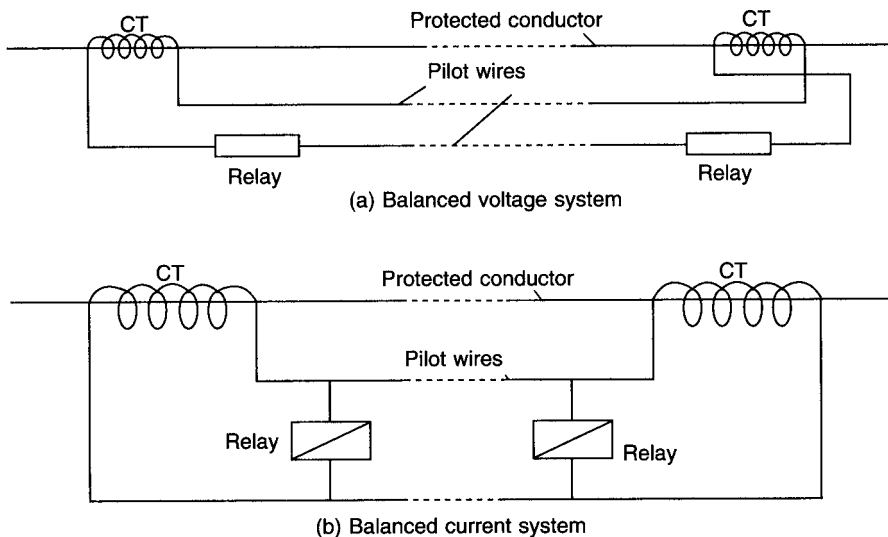 CT
Protected conductor
CT
Pilot wires
Relay
Relay
(a) Balanced voltage system
CT
Protected conductor
CT
Pilot wires
Relay
Relay
(b) Balanced current system